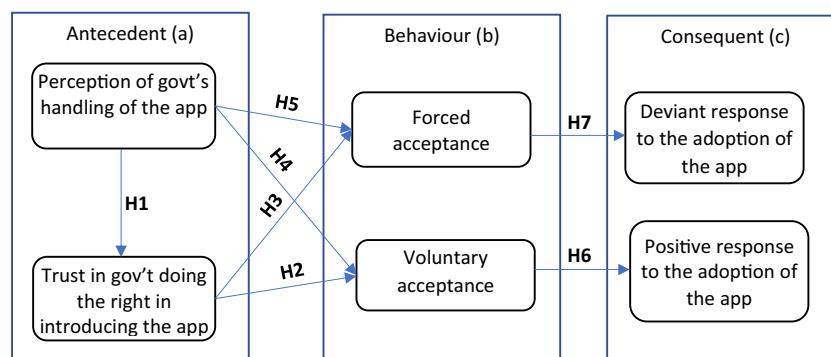 Antecedent (a)
Perception of govt's
handling of the app
H1
Trust in gov't doing
the right in
introducing the app
H5
H4
H3
H2
Behaviour (b)
Forced
acceptance
Voluntary
acceptance
H7
H6
Consequent (c)
Deviant response
to the adoption of
the app
Positive response
to the adoption of
the app